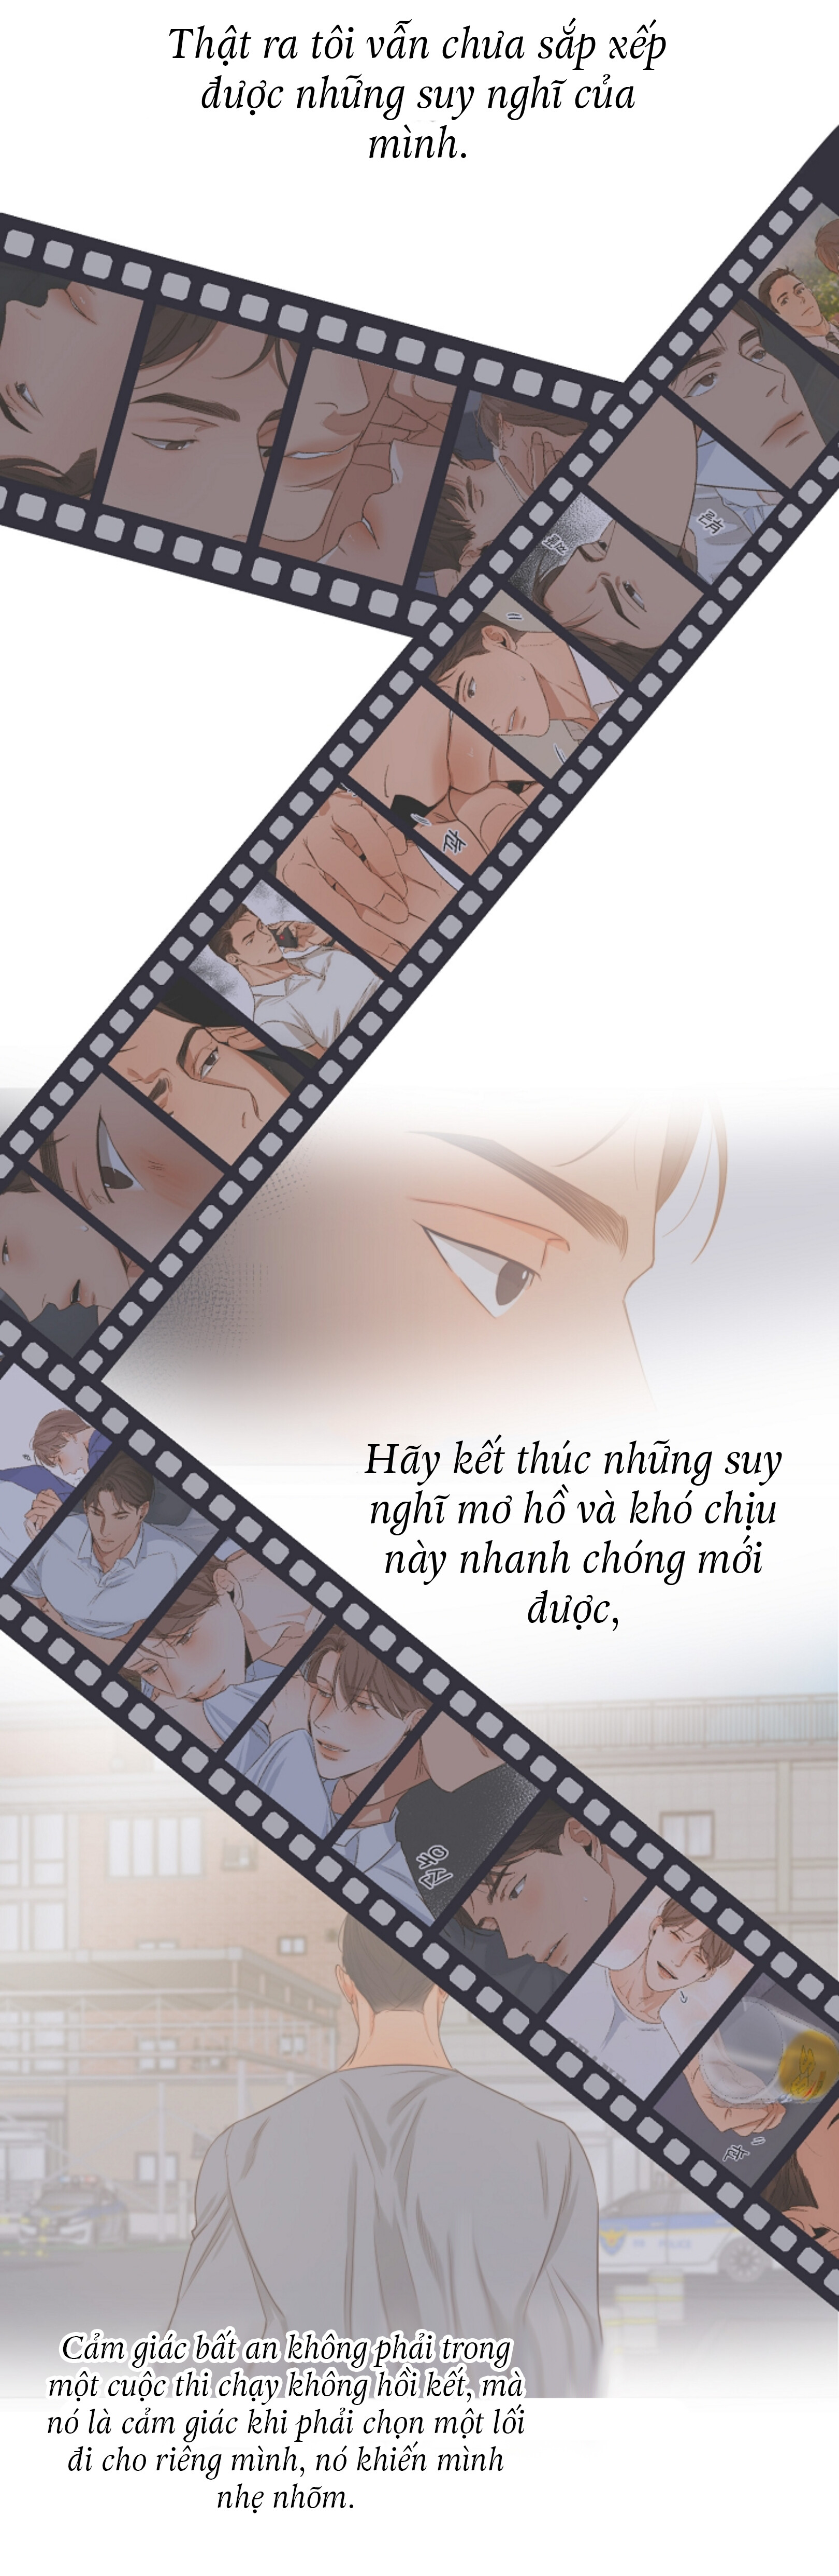 Thật ra tôi vẫn chưa sắp xếp
được những suy nghĩ của
mình.
Hãy kết thúc những suy
nghĩ mơ hồ và khó chịu
này nhanh chóng mới
được,
POLICE
Cảm giác bất an không phải trong
một cuộc thi chạy không hồi kết, mà
nó là cảm giác khi phải chọn một lối
đi cho riêng mình, nó khiến mình
nhẹ nhõm.